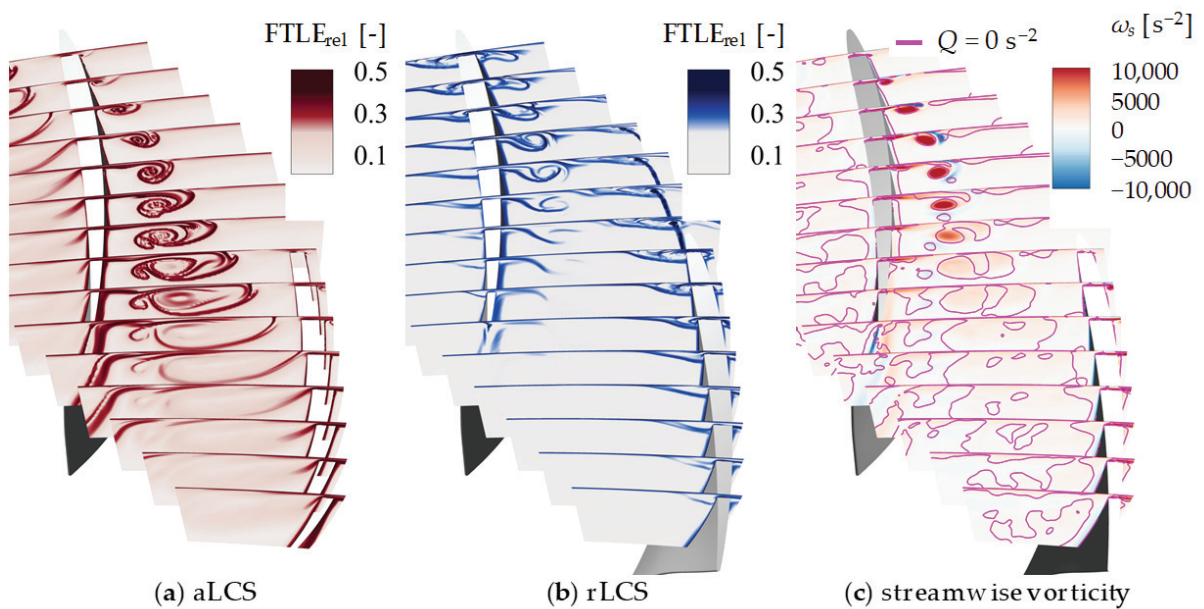 FTLErel [-]
0.5
0.3
0.1
FTLErel [-]
0.5
0.3
0.1
Q = 0 s⁻²
ωs [s⁻²]
10,000
5000
0
−5000
−10,000
(a) aLCS
(b) rLCS
(c) streamwise vorticity